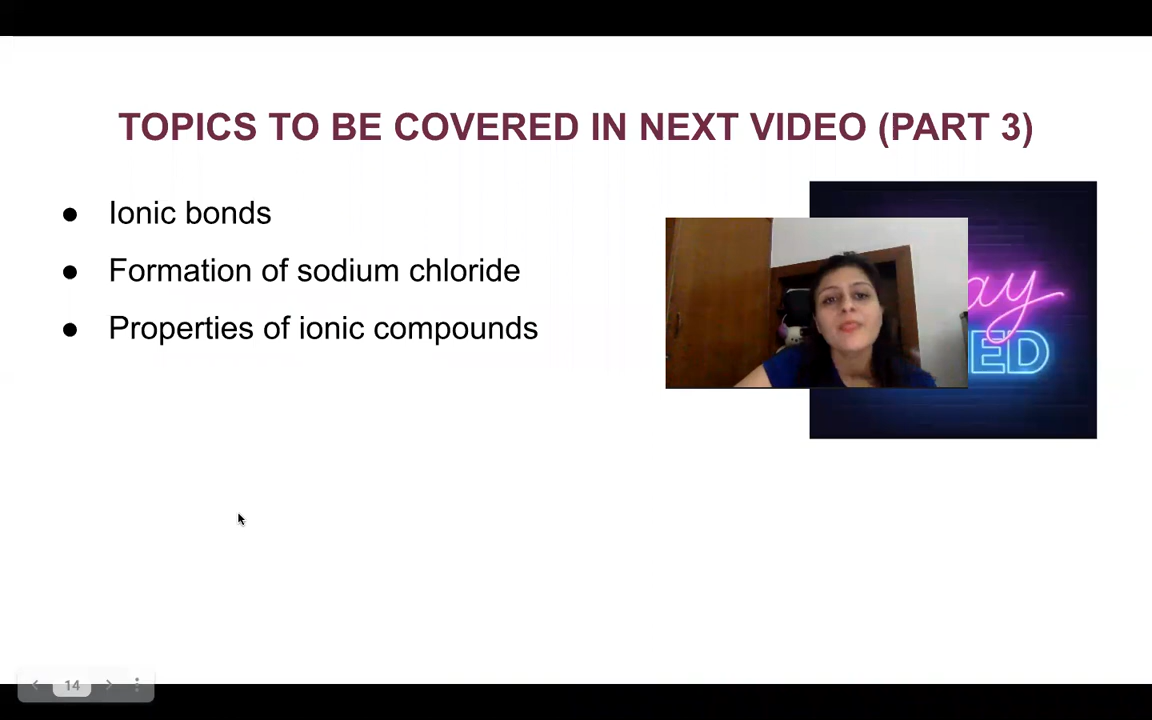 TOPICS TO BE COVERED IN NEXT VIDEO (PART 3)
● Ionic bonds
● Formation of sodium chloride
● Properties of ionic compounds
14